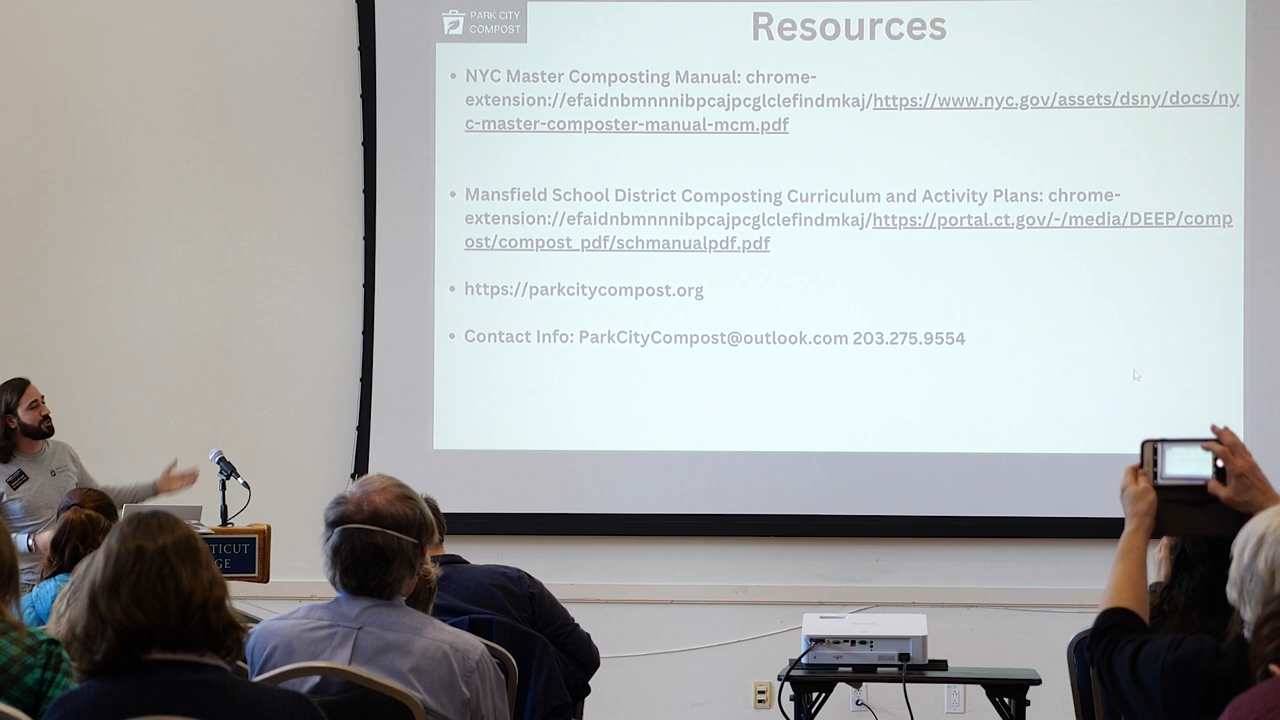 PARK CITY
COMPOST
Resources
• NYC Master Composting Manual: chrome-
extension://efaidnbmnnnibpcajpcglclefindmkaj/https://www.nyc.gov/assets/dsny/docs/ny
c-master-composter-manual-mcm.pdf
• Mansfield School District Composting Curriculum and Activity Plans: chrome-
extension://efaidnbmnnnibpcajpcglclefindmkaj/https://portal.ct.gov/-/media/DEEP/comp
ost/compost_pdf/schmanualpdf.pdf
• https://parkcitycompost.org
• Contact Info: ParkCityCompost@outlook.com 203.275.9554
TICUT
GE